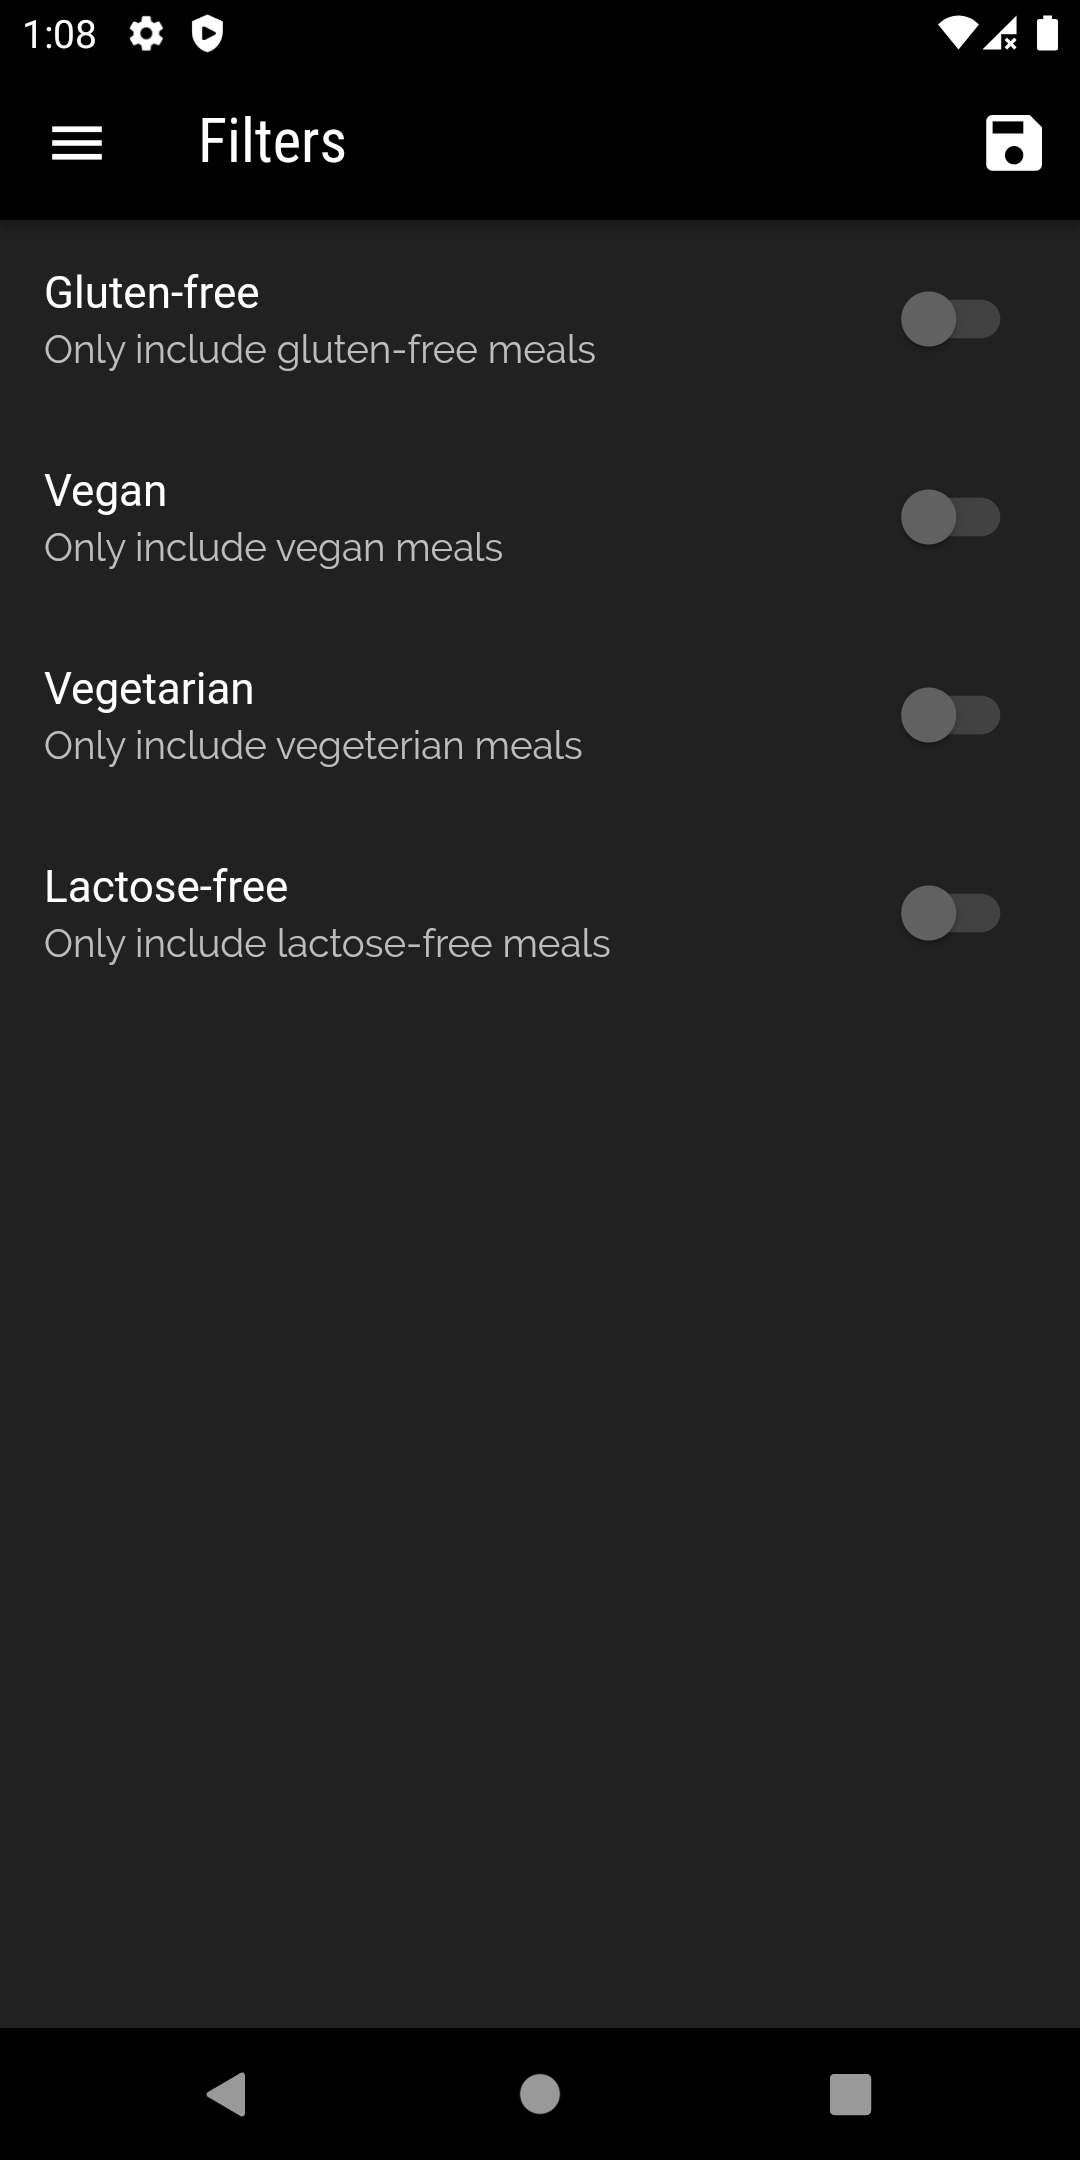 1:08
Filters
Gluten-free
Only include gluten-free meals
Vegan
Only include vegan meals
Vegetarian
Only include vegeterian meals
Lactose-free
Only include lactose-free meals